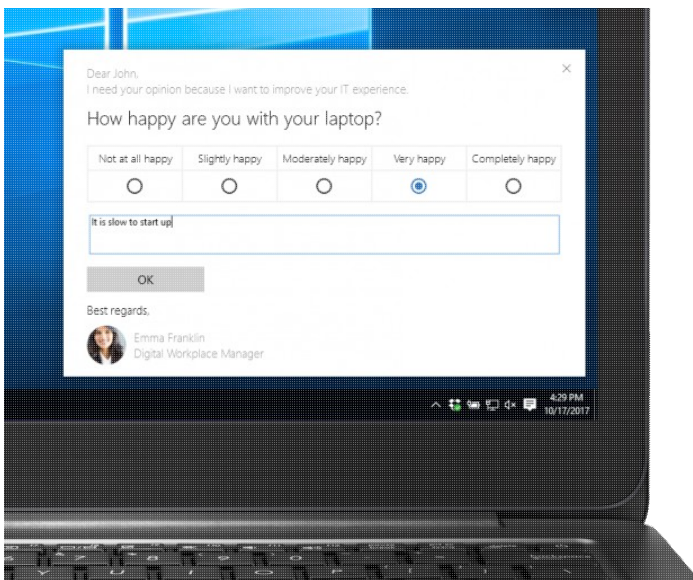 Dear John,
I need your opinion because I want to improve your IT experience.
How happy are you with your laptop?
Not at all happy Slightly happy Moderately happy Very happy Completely happy
It is slow to start up
OK
Best regards,
Emma Franklin
Digital Workplace Manager
4:29 PM
10/17/2017